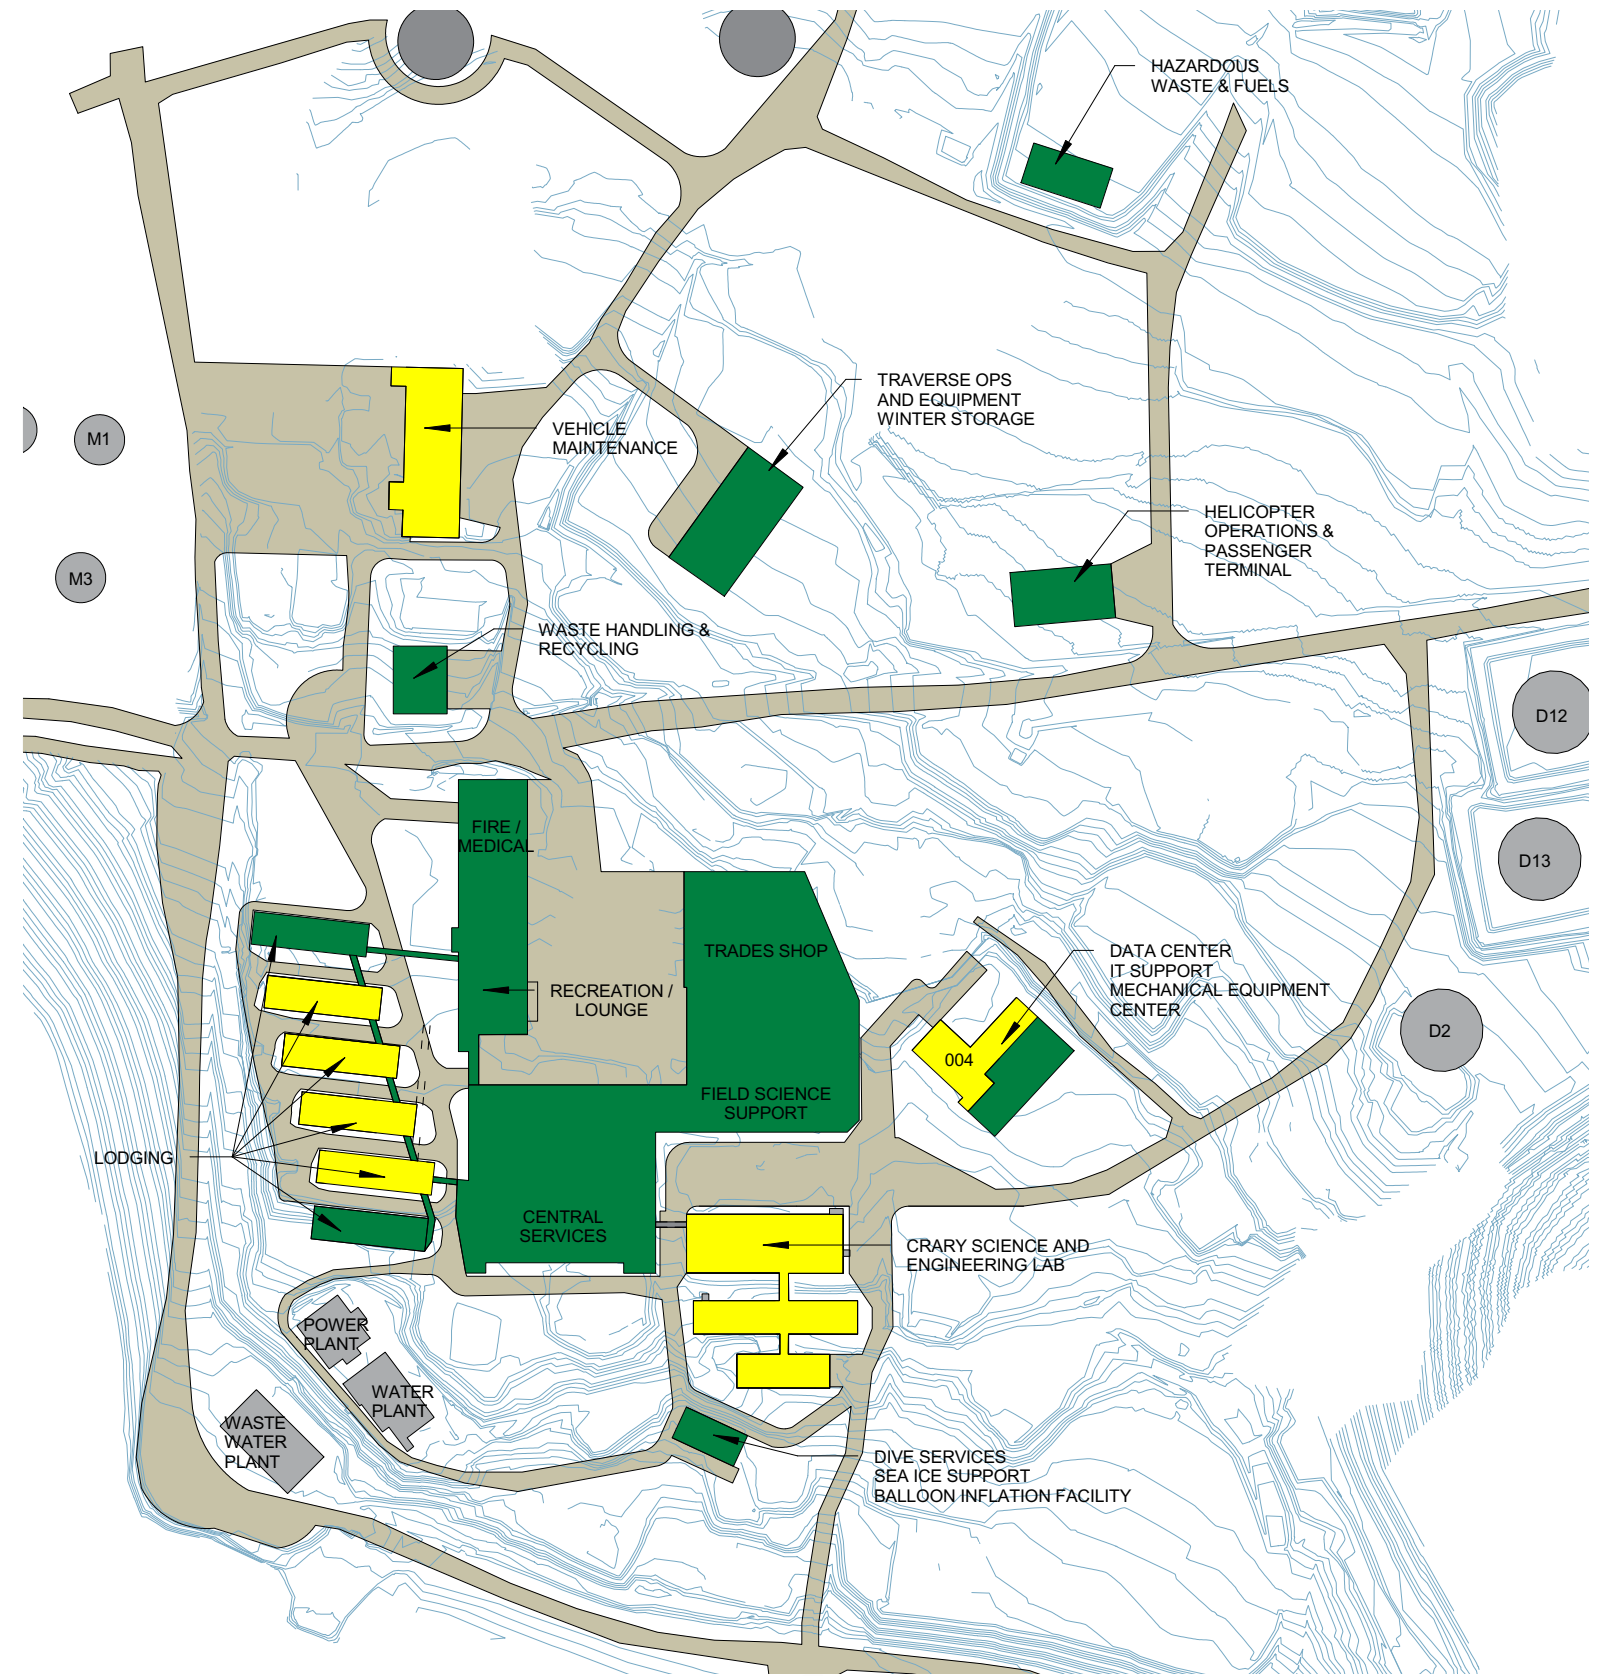 HAZARDOUS
WASTE & FUELS
TRAVERSE OPS
AND EQUIPMENT
WINTER STORAGE
VEHICLE
MAINTENANCE
M1
M3
HELICOPTER
OPERATIONS &
PASSENGER
TERMINAL
WASTE HANDLING &
RECYCLING
D12
D13
D2
FIRE /
MEDICAL
TRADES SHOP
RECREATION /
LOUNGE
DATA CENTER
IT SUPPORT
MECHANICAL EQUIPMENT
CENTER
004
FIELD SCIENCE
SUPPORT
LODGING
CENTRAL
SERVICES
CRARY SCIENCE AND
ENGINEERING LAB
POWER
PLANT
WATER
PLANT
WASTE
WATER
PLANT
DIVE SERVICES
SEA ICE SUPPORT
BALLOON INFLATION FACILITY